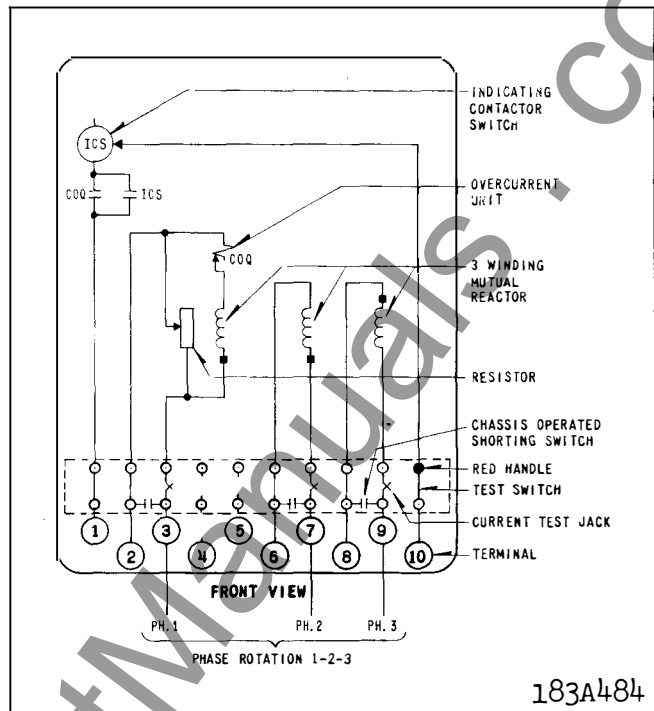 INDICATING
CONTACTOR
SWITCH
ICS
COQ
ICS
OVERCURRENT
UNIT
COQ
3 WINDING
MUTUAL
REACTOR
RESISTOR
CHASSIS OPERATED
SHORTING SWITCH
RED HANDLE
TEST SWITCH
CURRENT TEST JACK
TERMINAL
1
2
3
4
5
6
7
8
9
10
FRONT VIEW
PH.1
PH.2
PH.3
PHASE ROTATION 1-2-3
183A484